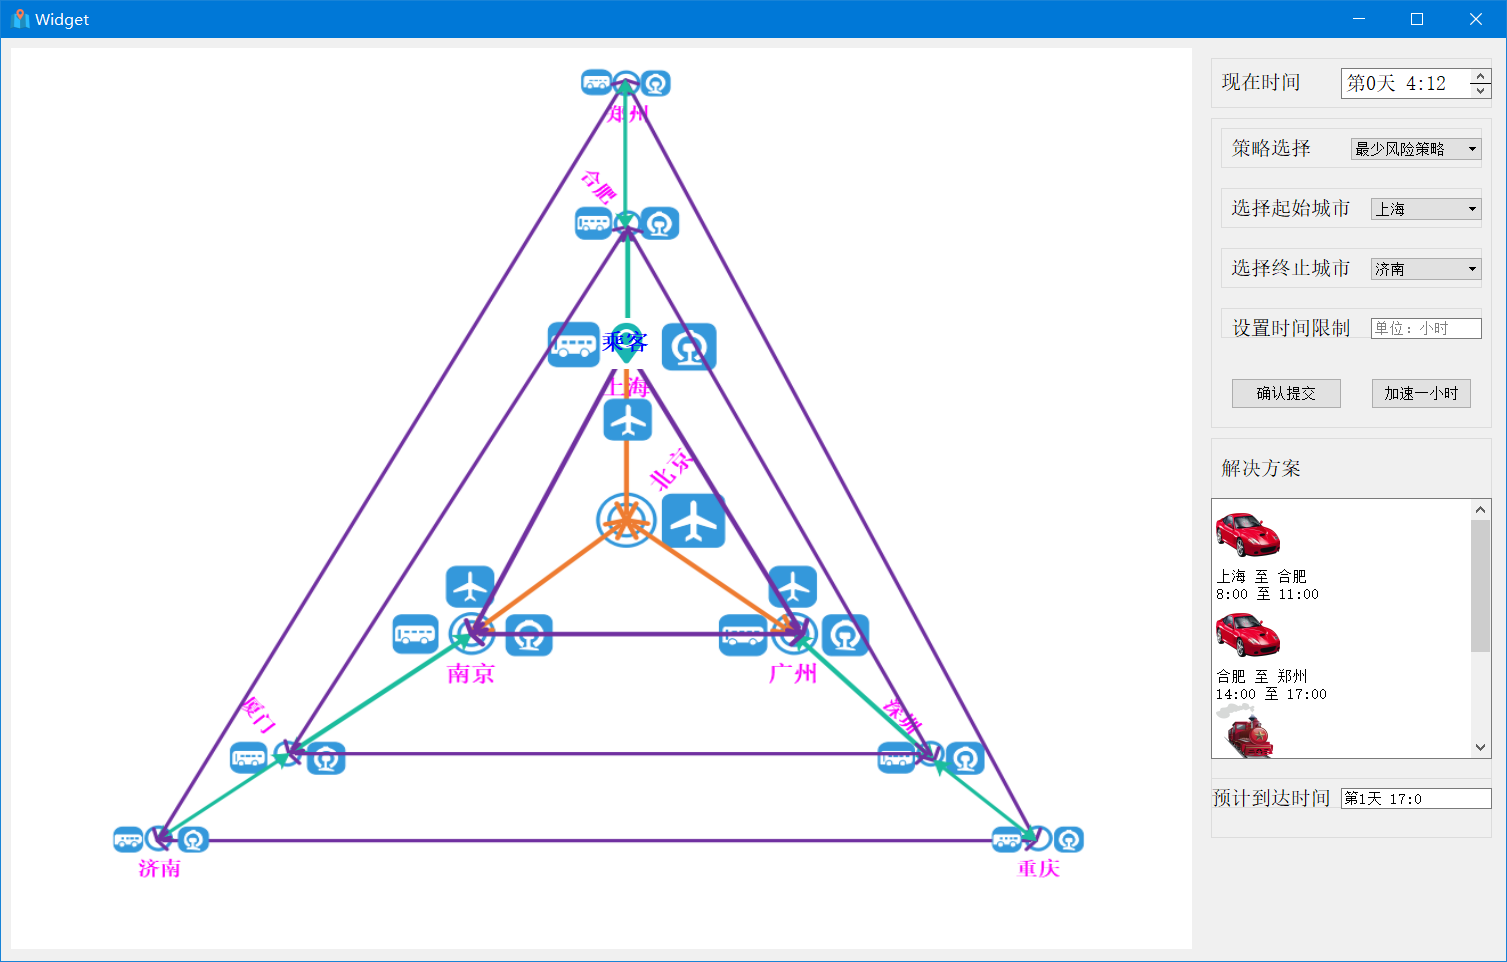 Widget
郑州
合肥
乘客
上海
北京
南京
广州
厦门
深圳
济南
重庆
现在时间
第0天 4:12
策略选择
最少风险策略
选择起始城市
上海
选择终止城市
济南
设置时间限制
单位：小时
确认提交
加速一小时
解决方案
上海 至 合肥
8:00 至 11:00
合肥 至 郑州
14:00 至 17:00
预计到达时间
第1天 17:0